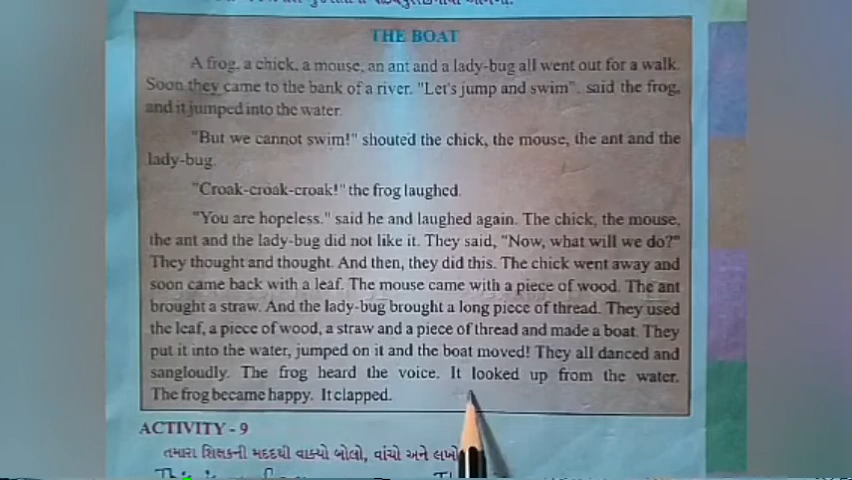 THE BOAT
A frog, a chick, a mouse, an ant and a lady-bug all went out for a walk.
Soon they came to the bank of a river. "Let's jump and swim". said the frog,
and it jumped into the water.
"But we cannot swim!" shouted the chick, the mouse, the ant and the
lady-bug.
"Croak-croak-croak!" the frog laughed.
"You are hopeless." said he and laughed again. The chick, the mouse,
the ant and the lady-bug did not like it. They said, "Now, what will we do?"
They thought and thought. And then, they did this. The chick went away and
soon came back with a leaf. The mouse came with a piece of wood. The ant
brought a straw. And the lady-bug brought a long piece of thread. They used
the leaf, a piece of wood, a straw and a piece of thread and made a boat. They
put it into the water, jumped on it and the boat moved! They all danced and
sangloudly. The frog heard the voice. It looked up from the water.
The frog became happy. It clapped.
ACTIVITY - 9
તમારા શિક્ષકની મદદથી વાક્યો બોલો, વાંચો અને લખો